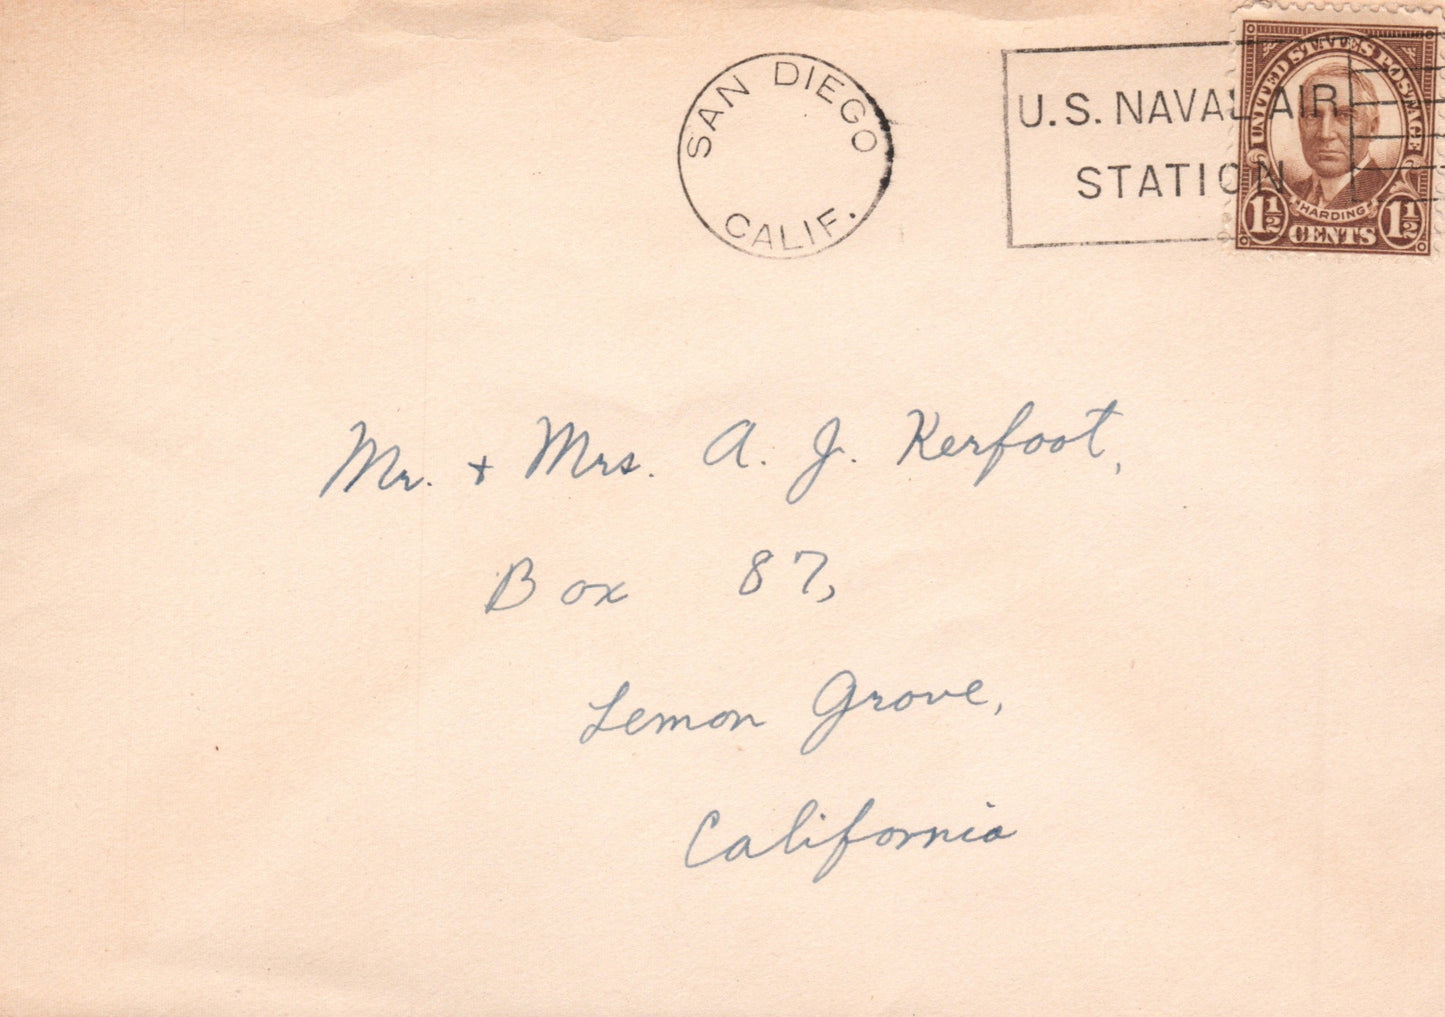 SAN DIEGO
CALIF.
U.S. NAVAL AIR
STATION
UNITED STATES POSTAGE
HARDING
1½ CENTS 1½
Mr. + Mrs. A. J. Kerfoot,
Box 87,
Lemon Grove,
California